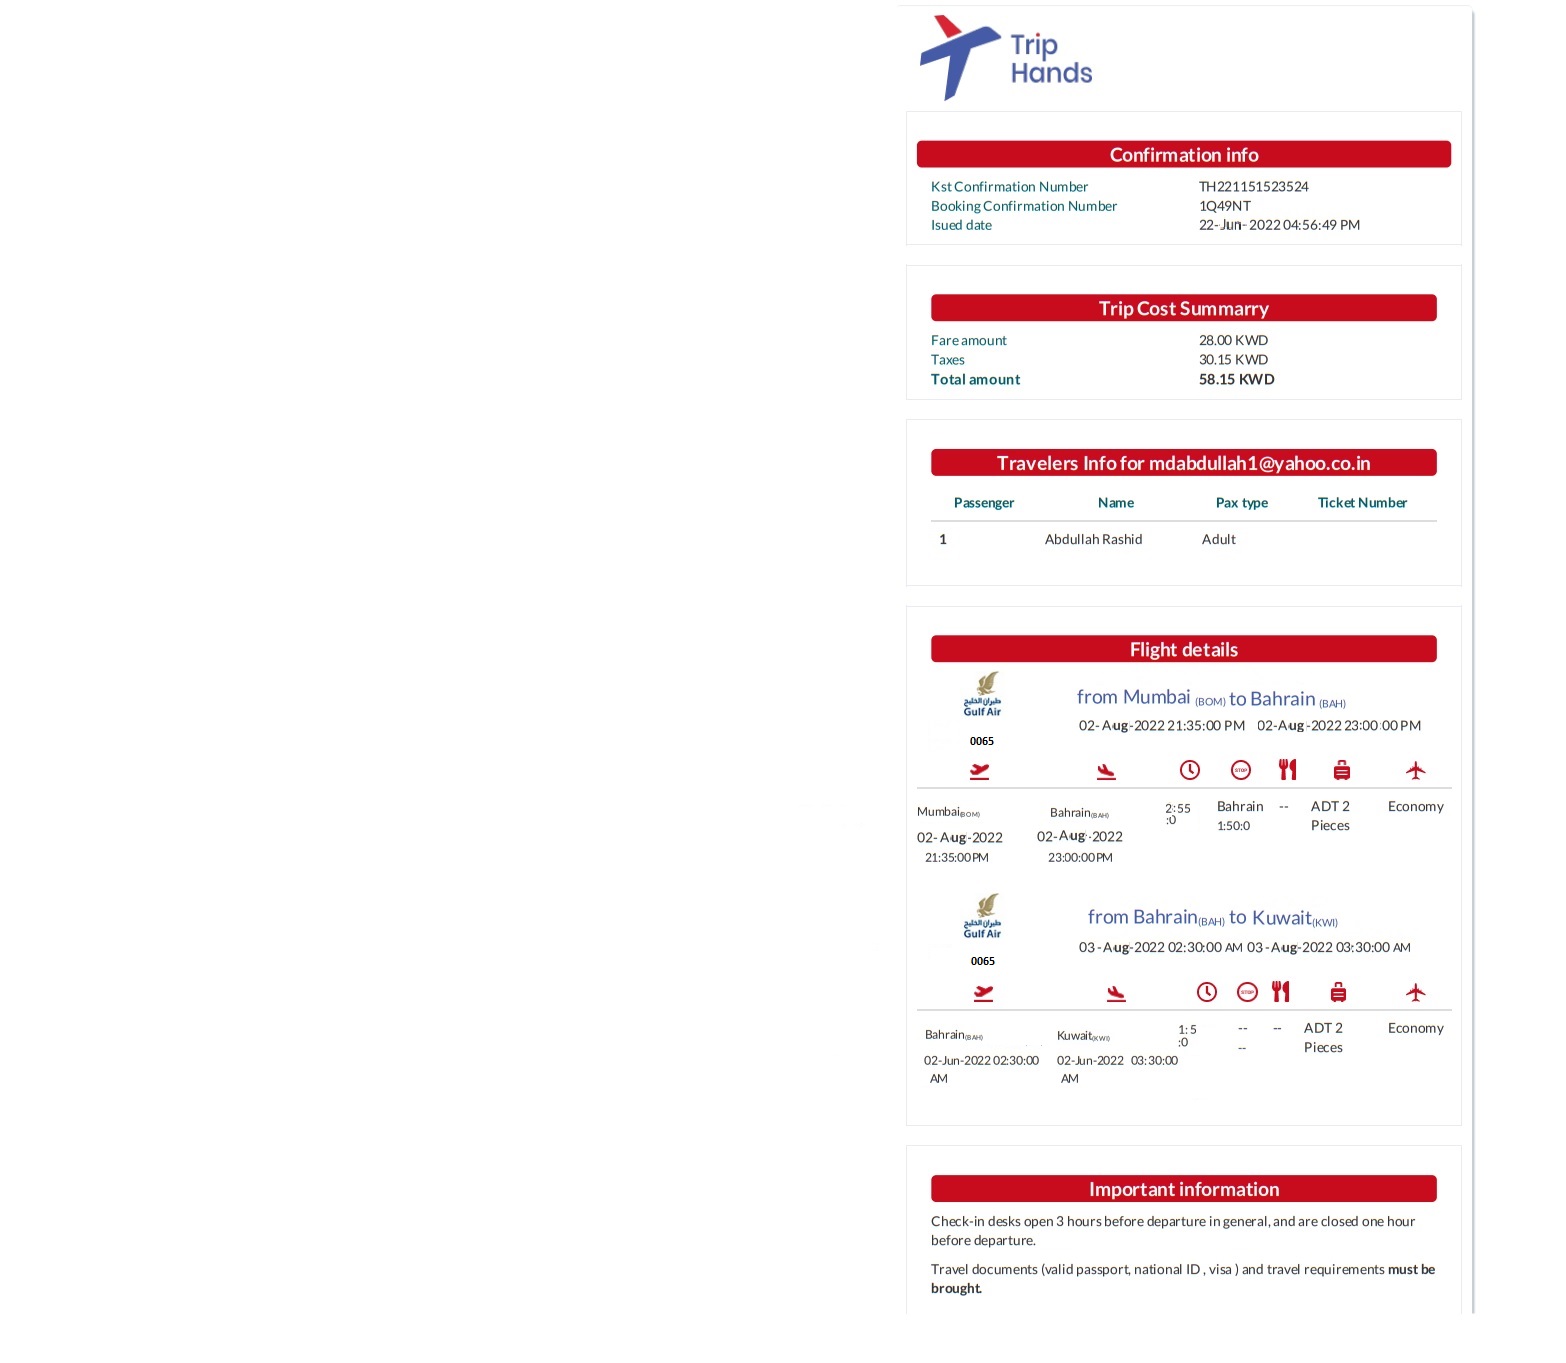 Trip
Hands
Confirmation info
Kst Confirmation Number TH221151523524
Booking Confirmation Number 1Q49NT
Isued date 22-Jun-2022 04:56:49 PM
Trip Cost Summarry
Fare amount 28.00 KWD
Taxes 30.15 KWD
Total amount 58.15 KWD
Travelers Info for mdabdullah1@yahoo.co.in
Passenger Name Pax type Ticket Number
1 Abdullah Rashid Adult
Flight details
طيران الخليج
Gulf Air
from Mumbai (BOM) to Bahrain (BAH)
02-Aug-2022 21:35:00 PM 02-Aug-2022 23:00:00 PM
0065
STOP
Mumbai(BOM) Bahrain(BAH) 2:55 Bahrain -- ADT 2 Economy
:0 1:50:0 Pieces
02-Aug-2022 02-Aug-2022
21:35:00 PM 23:00:00 PM
طيران الخليج
Gulf Air
from Bahrain(BAH) to Kuwait(KWI)
03-Aug-2022 02:30:00 AM 03-Aug-2022 03:30:00 AM
0065
STOP
Bahrain(BAH) Kuwait(KWI) 1:5 -- -- ADT 2 Economy
:0 -- Pieces
02-Jun-2022 02:30:00 02-Jun-2022 03:30:00
AM AM
Important information
Check-in desks open 3 hours before departure in general, and are closed one hour
before departure.
Travel documents (valid passport, national ID , visa ) and travel requirements must be
brought.